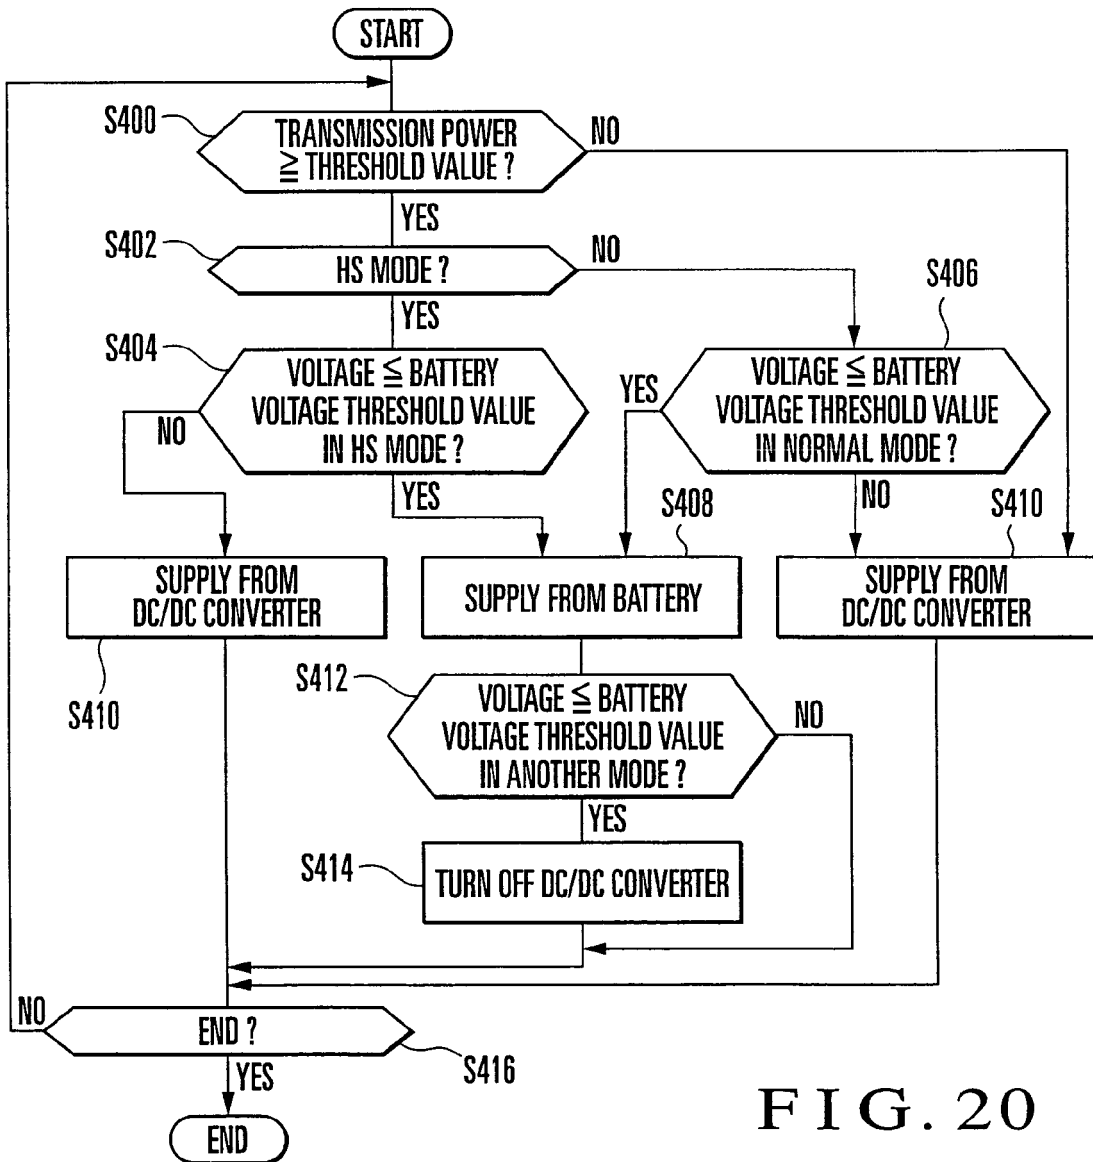 START
S400
TRANSMISSION POWER
≧ THRESHOLD VALUE ?
NO
YES
S402
HS MODE ?
NO
YES
S404
VOLTAGE ≦ BATTERY
VOLTAGE THRESHOLD VALUE
IN HS MODE ?
NO
YES
S406
VOLTAGE ≦ BATTERY
VOLTAGE THRESHOLD VALUE
IN NORMAL MODE ?
YES
NO
SUPPLY FROM
DC/DC CONVERTER
S410
S408
SUPPLY FROM BATTERY
S410
SUPPLY FROM
DC/DC CONVERTER
S412
VOLTAGE ≦ BATTERY
VOLTAGE THRESHOLD VALUE
IN ANOTHER MODE ?
NO
YES
S414
TURN OFF DC/DC CONVERTER
NO
END ?
S416
YES
END
FIG. 20